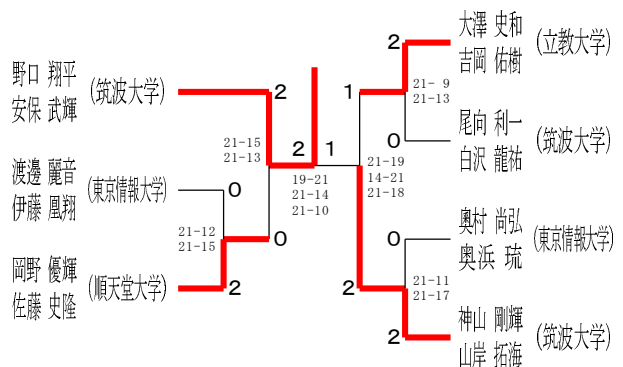 野口 翔平
安保 武輝
(筑波大学)
2
21-15
21-13
渡邊 麗音
伊藤 凰翔
(東京情報大学)
0
21-12
21-15
0
岡野 優輝
佐藤 史隆
(順天堂大学)
2
2
1
19-21
21-14
21-10
大澤 史和
吉岡 佑樹
(立教大学)
2
1
21- 9
21-13
尾向 利一
白沢 龍祐
(筑波大学)
0
21-19
14-21
21-18
奥村 尚弘
奥浜 琉
(東京情報大学)
0
21-11
21-17
2
神山 剛輝
山岸 拓海
(筑波大学)
2